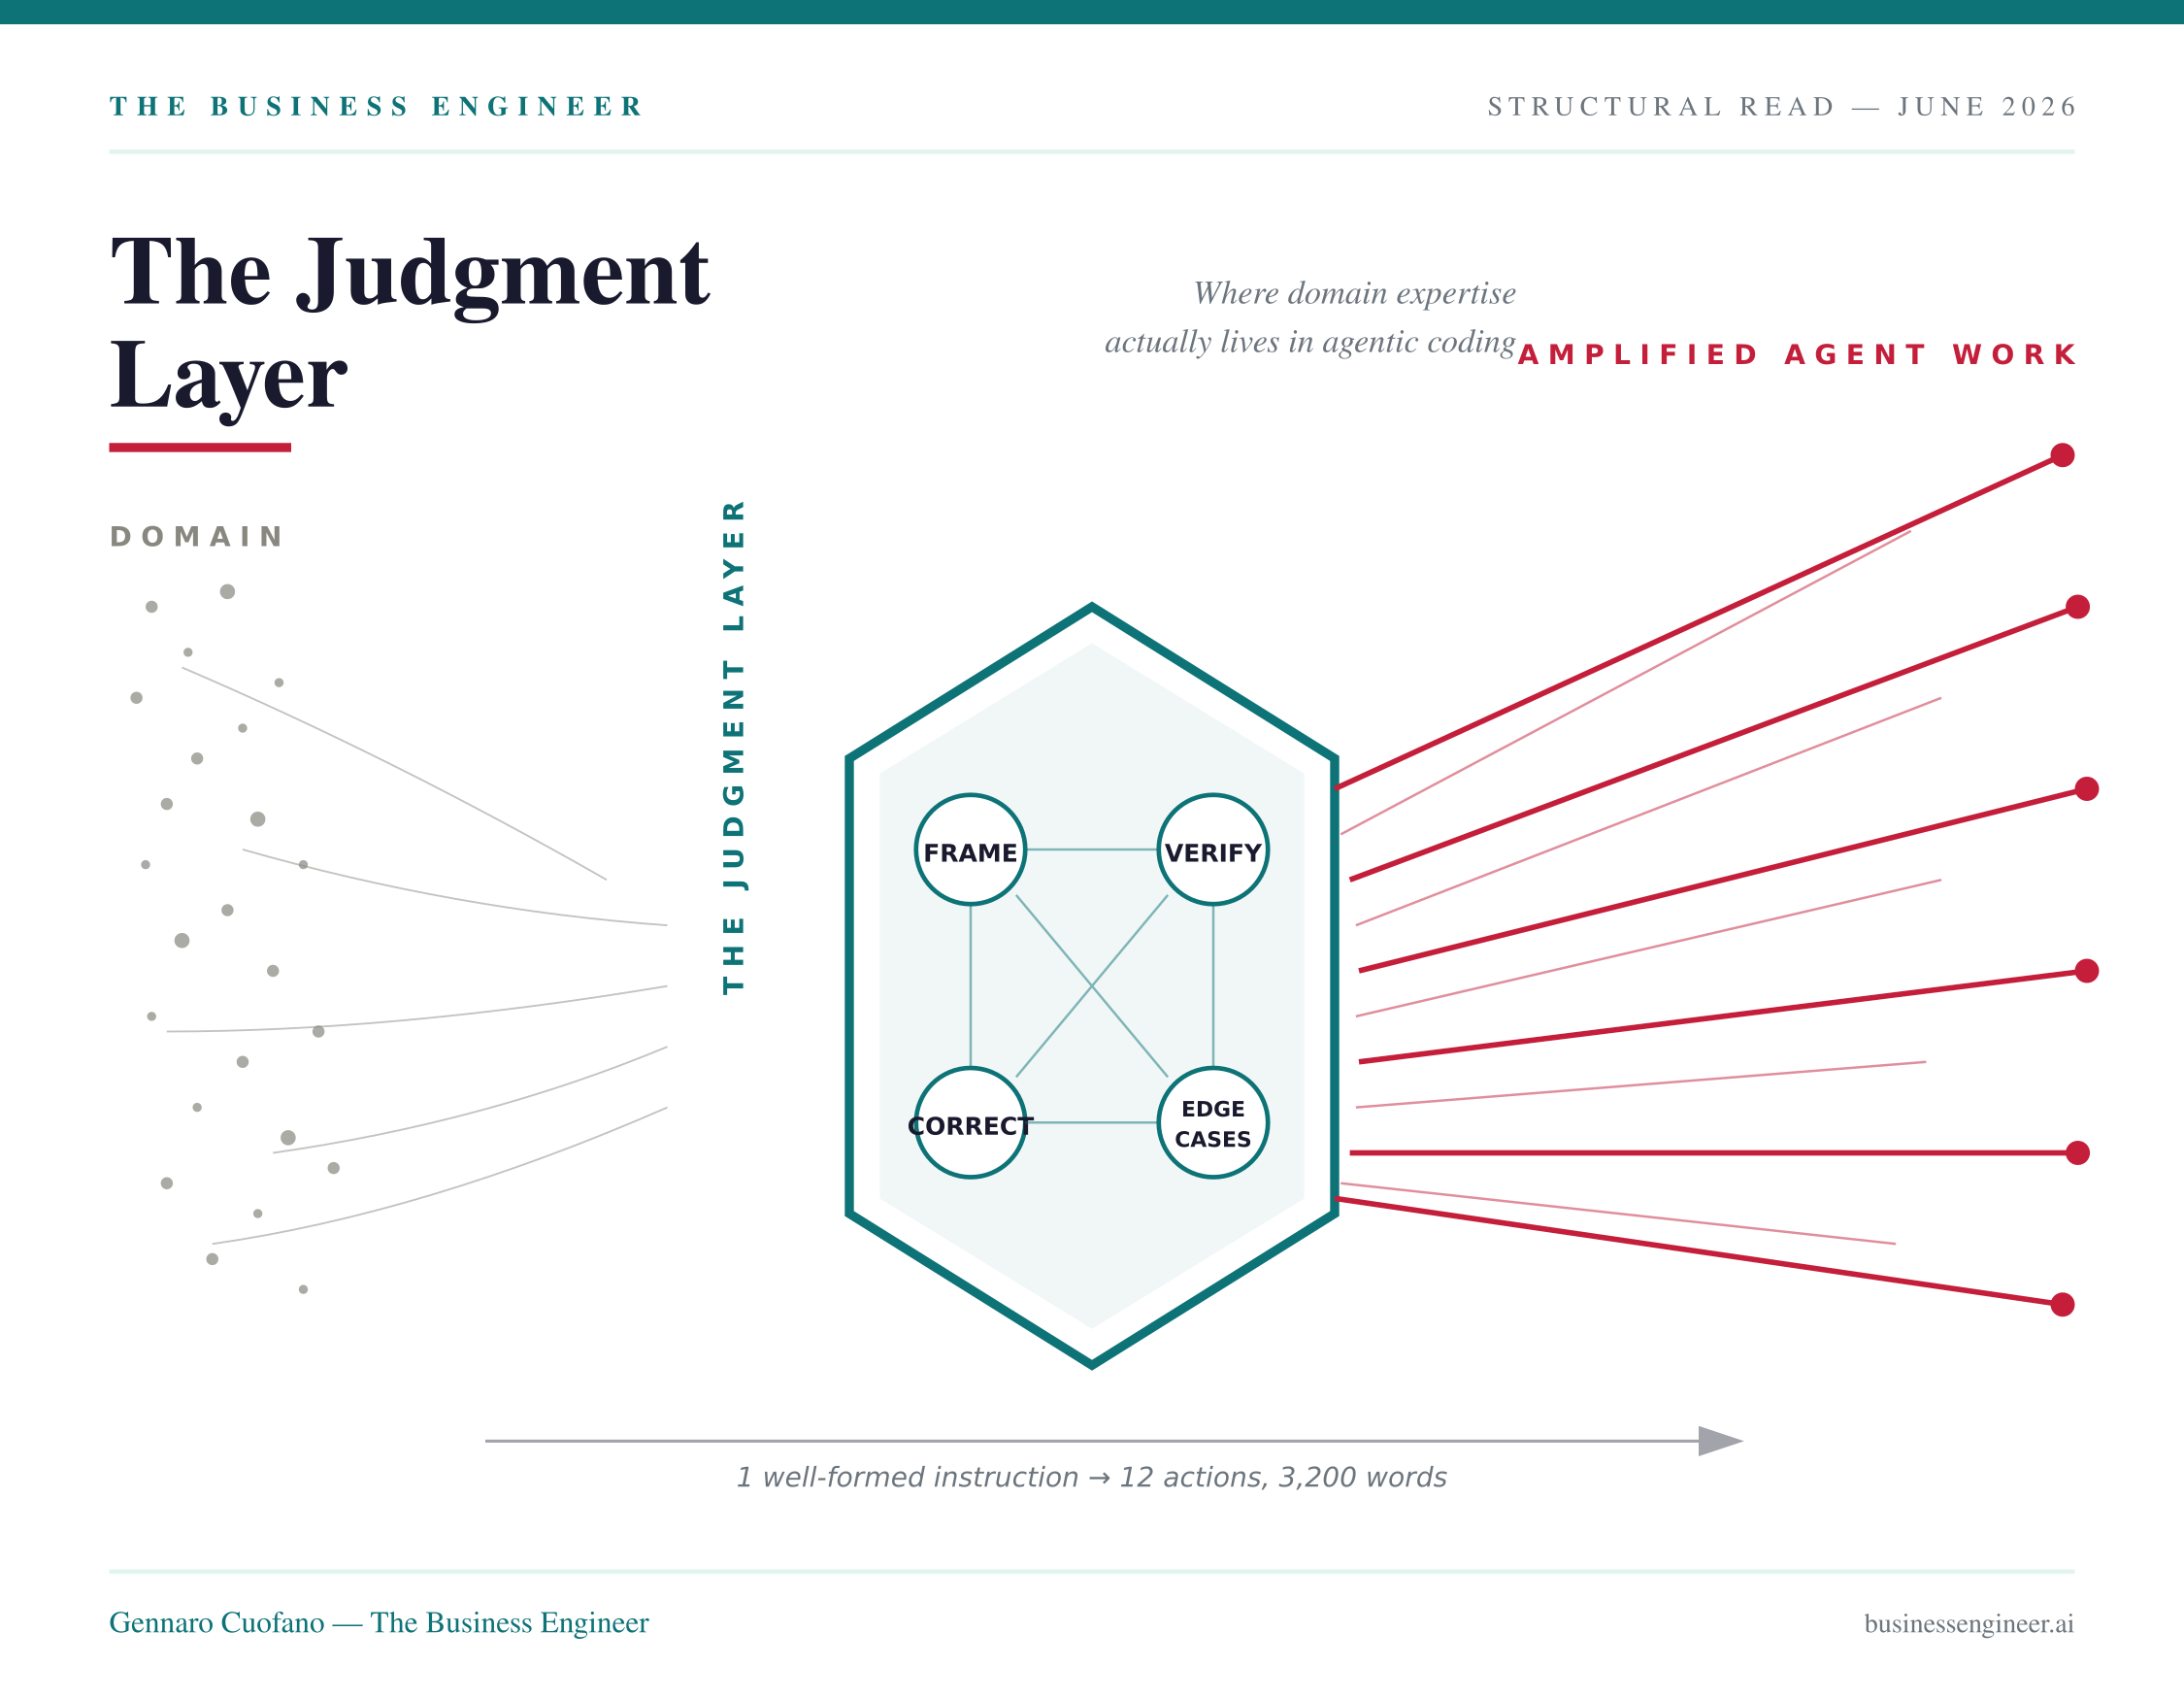 THE BUSINESS ENGINEER
STRUCTURAL READ — JUNE 2026
The Judgment
Layer
Where domain expertise
actually lives in agentic coding
AMPLIFIED AGENT WORK
DOMAIN
THE JUDGMENT LAYER
FRAME
VERIFY
CORRECT
EDGE
CASES
1 well-formed instruction → 12 actions, 3,200 words
Gennaro Cuofano — The Business Engineer
businessengineer.ai